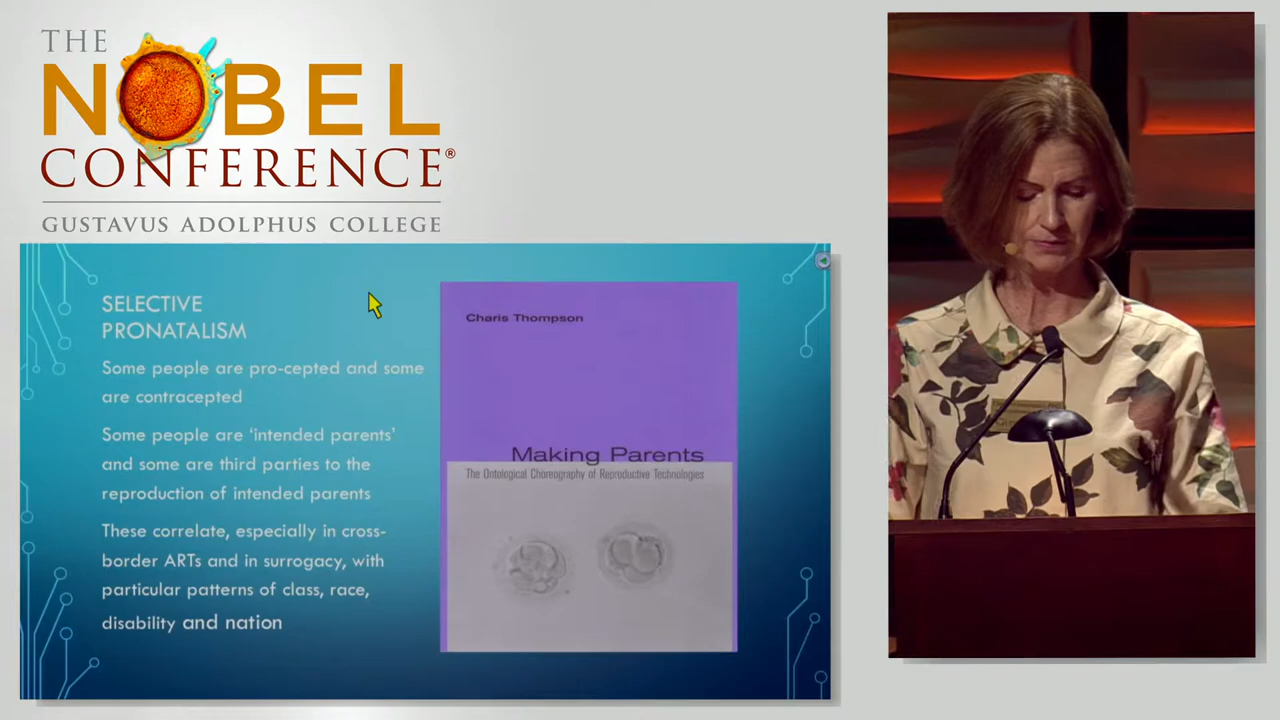 THE
NOBEL
CONFERENCE®
GUSTAVUS ADOLPHUS COLLEGE
SELECTIVE
PRONATALISM
Some people are pro-cepted and some
are contracepted
Some people are ‘intended parents’
and some are third parties to the
reproduction of intended parents
These correlate, especially in cross-
border ARTs and in surrogacy, with
particular patterns of class, race,
disability and nation
Charis Thompson
Making Parents
The Ontological Choreography of Reproductive Technologies